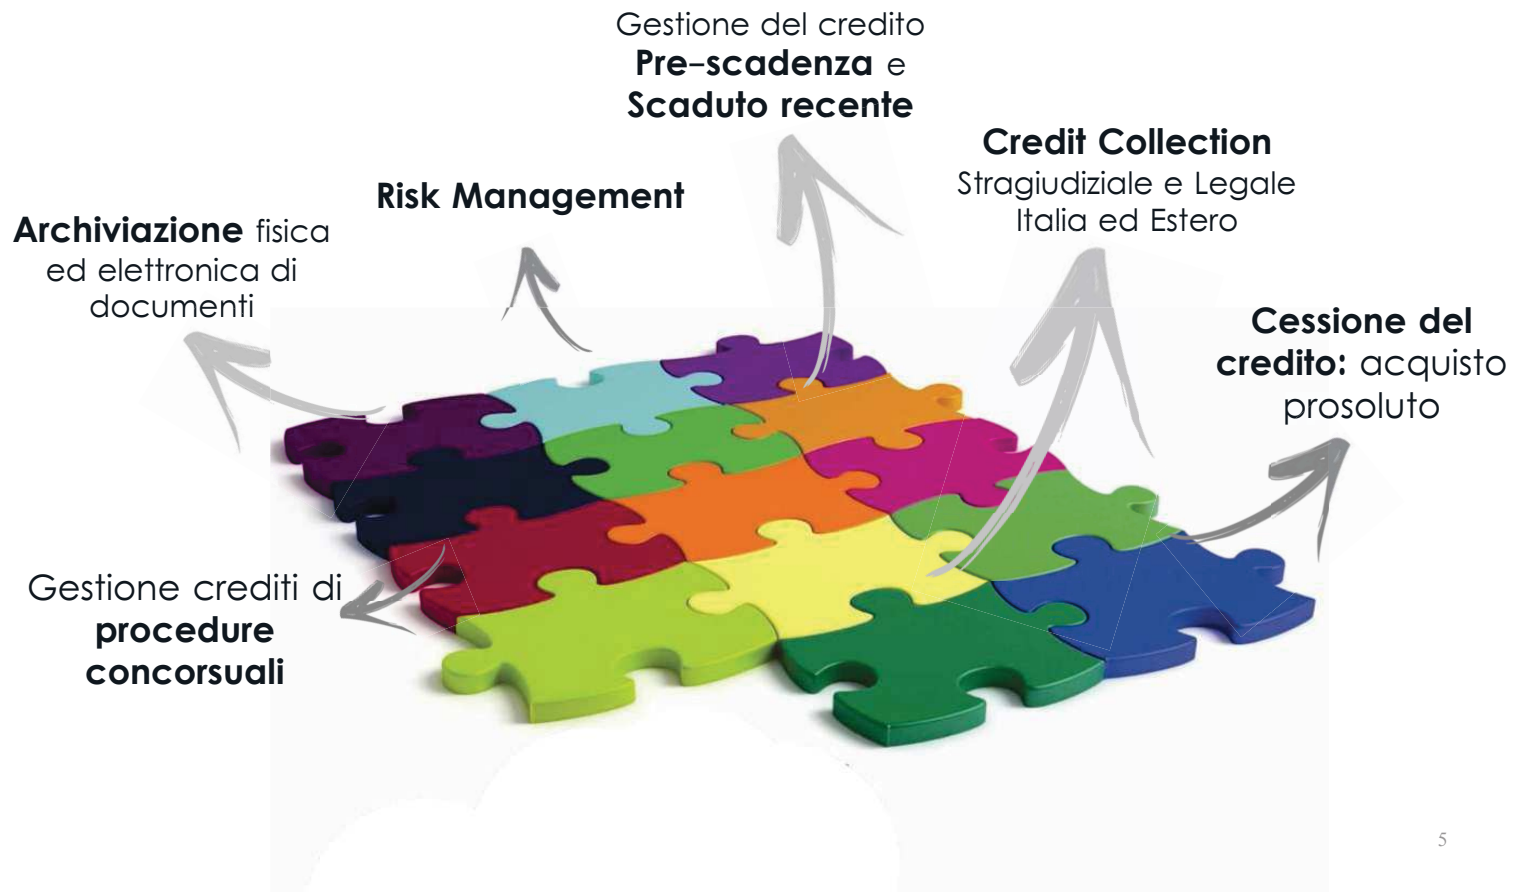 Gestione del credito
Pre-scadenza e
Scaduto recente
Credit Collection
Stragiudiziale e Legale
Italia ed Estero
Risk Management
Archiviazione fisica
ed elettronica di
documenti
Cessione del
credito: acquisto
prosoluto
Gestione crediti di
procedure
concorsuali
5